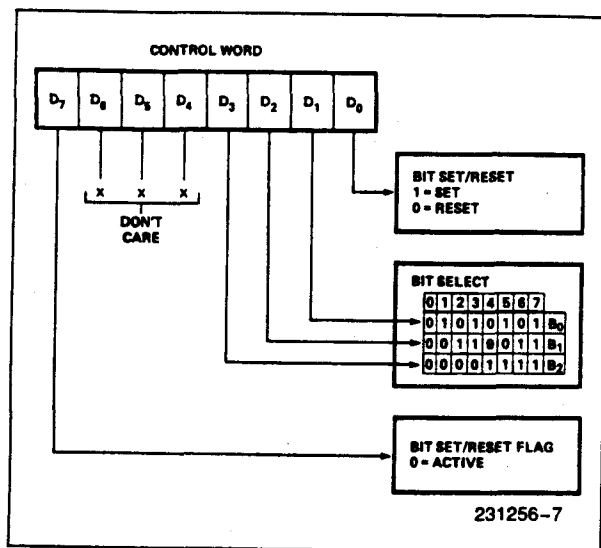 CONTROL WORD
D7 D6 D5 D4 D3 D2 D1 D0
X X X
DON'T
CARE
BIT SET/RESET
1 = SET
0 = RESET
BIT SELECT
0 1 2 3 4 5 6 7
0 1 0 1 0 1 0 1 B0
0 0 1 1 0 0 1 1 B1
0 0 0 0 1 1 1 1 B2
BIT SET/RESET FLAG
0 = ACTIVE
231256-7